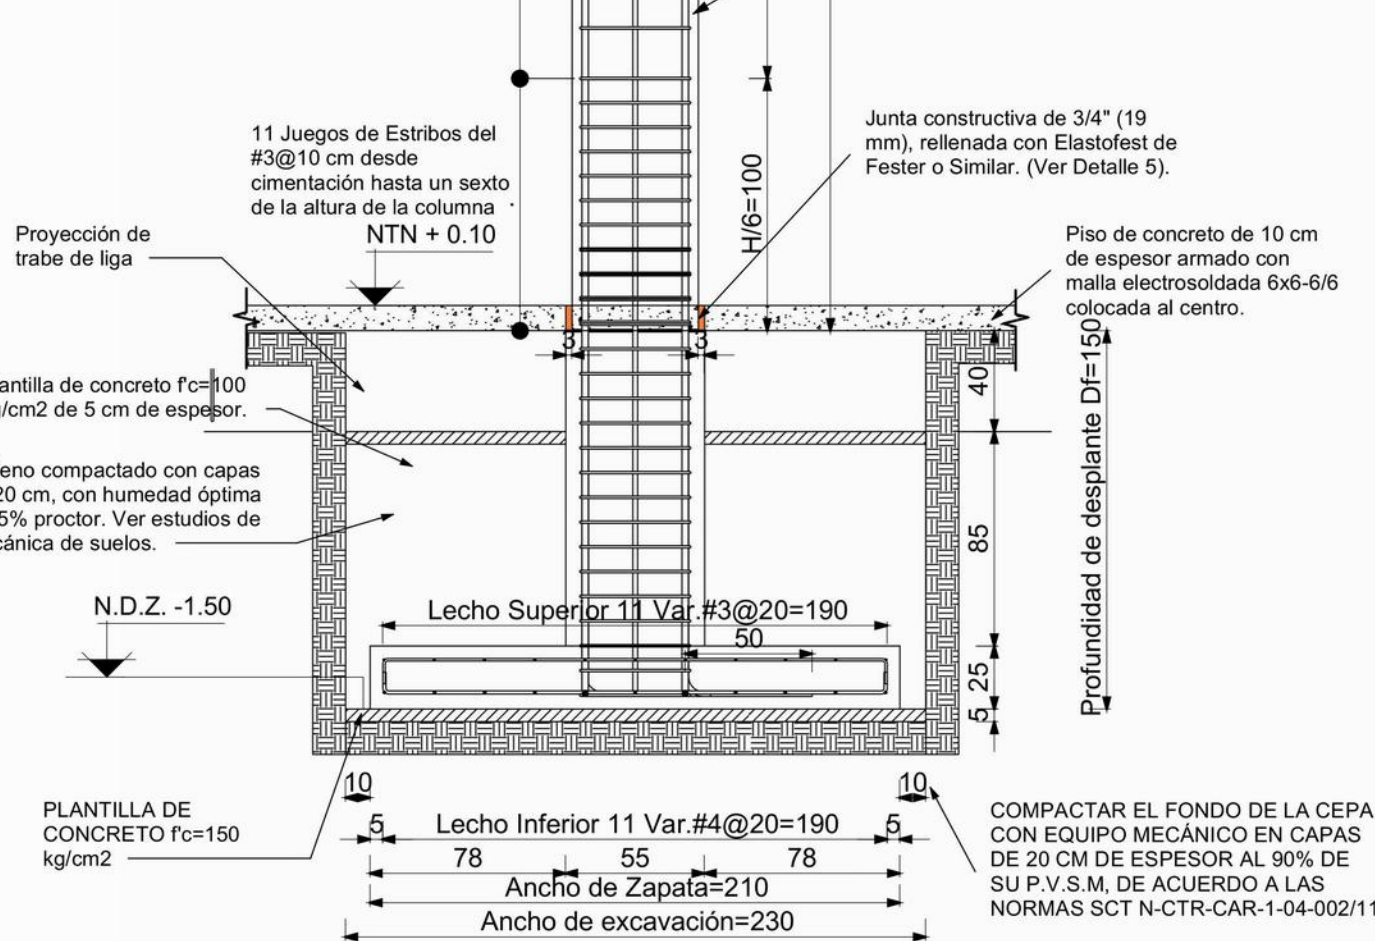 11 Juegos de Estribos del
#3@10 cm desde
cimentación hasta un sexto
de la altura de la columna
NTN + 0.10
Proyección de
trabe de liga
H/6=100
Junta constructiva de 3/4" (19
mm), rellenada con Elastofest de
Fester o Similar. (Ver Detalle 5).
Piso de concreto de 10 cm
de espesor armado con
malla electrosoldada 6x6-6/6
colocada al centro.
3
3
40
antilla de concreto f'c=100
/cm2 de 5 cm de espesor.
eno compactado con capas
20 cm, con humedad óptima
5% proctor. Ver estudios de
cánica de suelos.
85
Profundidad de desplante Df=150
N.D.Z. -1.50
Lecho Superior 11 Var.#3@20=190
50
25
5
10
10
PLANTILLA DE
CONCRETO f'c=150
kg/cm2
5
Lecho Inferior 11 Var.#4@20=190
5
78
55
78
Ancho de Zapata=210
Ancho de excavación=230
COMPACTAR EL FONDO DE LA CEPA
CON EQUIPO MECÁNICO EN CAPAS
DE 20 CM DE ESPESOR AL 90% DE
SU P.V.S.M, DE ACUERDO A LAS
NORMAS SCT N-CTR-CAR-1-04-002/11